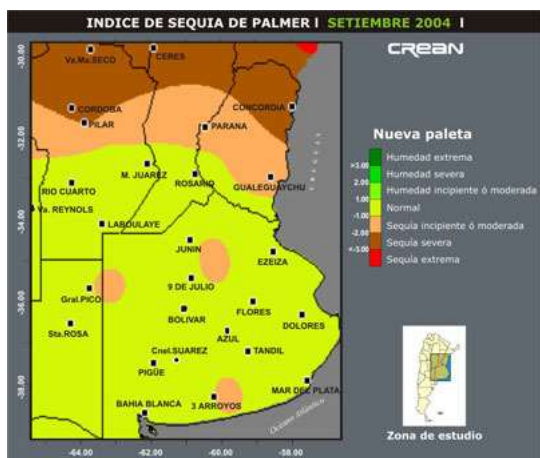 INDICE DE SEQUIA DE PALMER I SETIEMBRE 2004 I
CREAN
-30.00
-32.00
-34.00
-36.00
-38.00
Va.Ma.SECO
CERES
CORDOBA
PILAR
CONCORDIA
PARANA
M. JUAREZ
RIO CUARTO
ROSARIO
GUALEGUAYCHU
Va. REYNOLS
LABOULAYE
JUNIN
EZEIZA
9 DE JULIO
Gral.PICO
BOLIVAR
FLORES
DOLORES
Sta.ROSA
AZUL
Cnel.SUAREZ
TANDIL
PIGÜE
MAR DEL PLATA
BAHIA BLANCA
3 ARROYOS
Océano Atlántico
-64.00 -62.00 -60.00 -58.00
Nueva paleta
Humedad extrema
>3.00
Humedad severa
2.00
Humedad incipiente ó moderada
1.00
Normal
-1.00
Sequía incipiente ó moderada
-2.00
Sequía severa
<-3.00
Sequía extrema
Zona de estudio